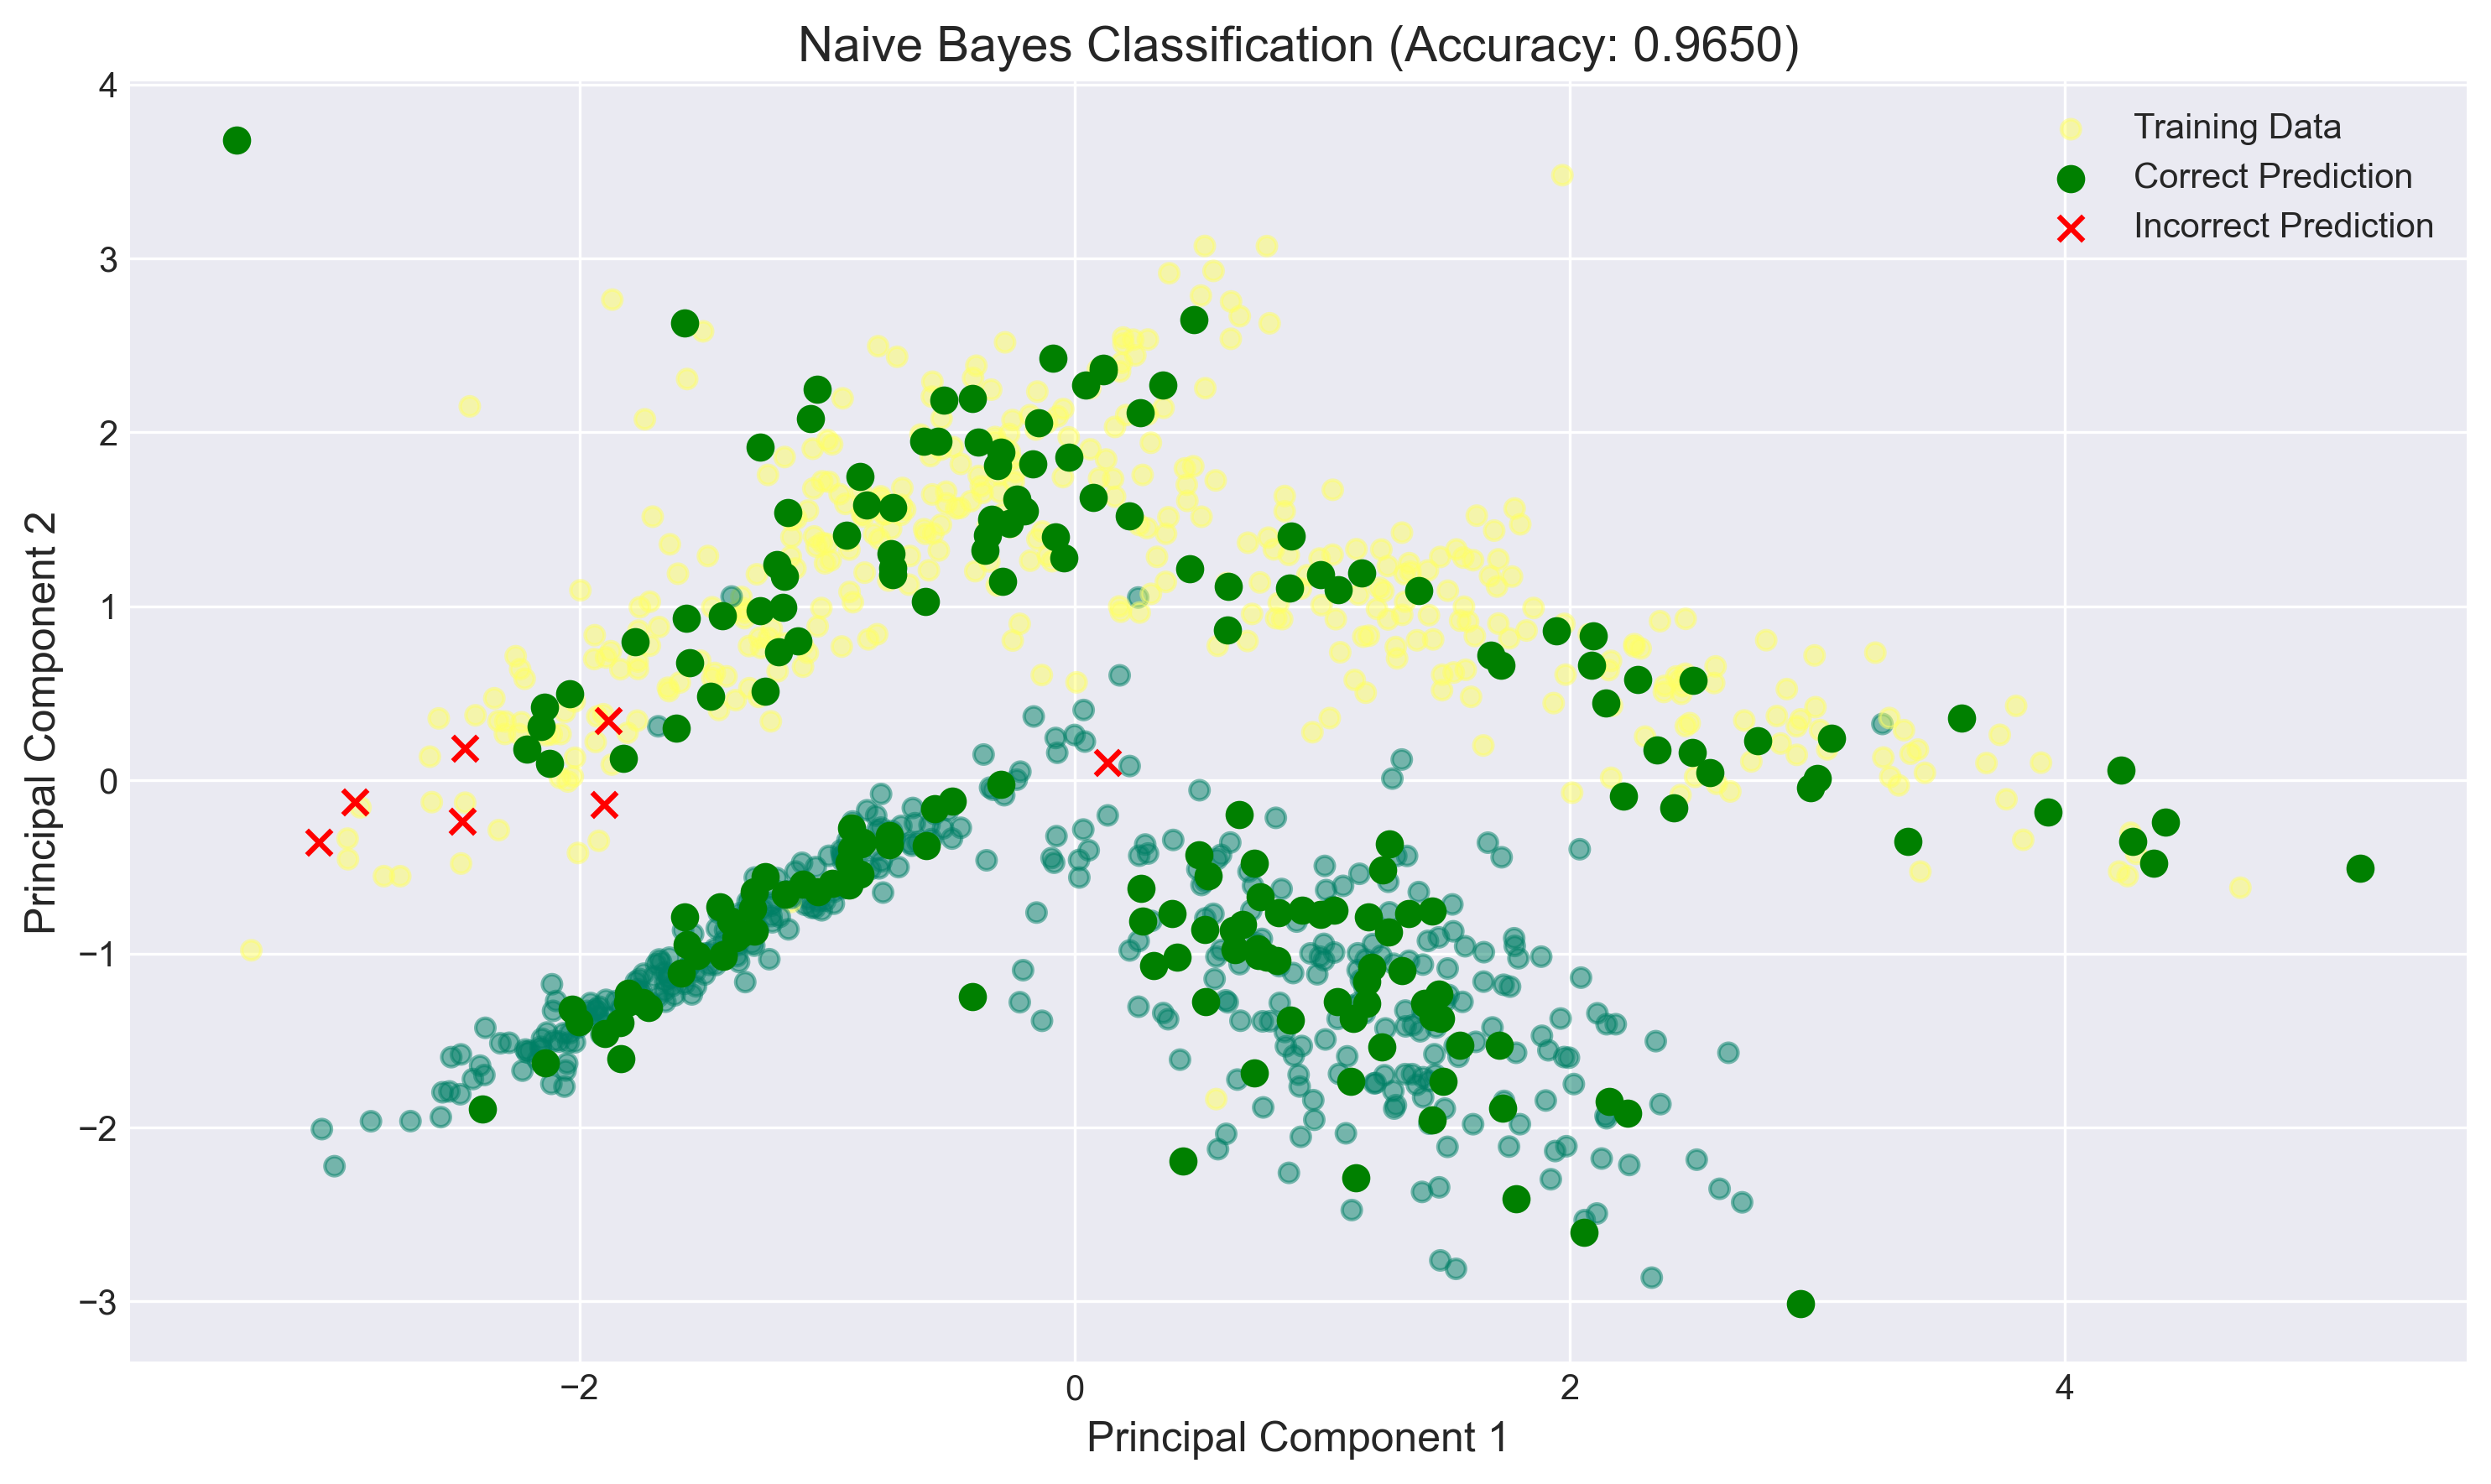 Naive Bayes Classification (Accuracy: 0.9650)
Training Data
Correct Prediction
Incorrect Prediction
Principal Component 2
4
3
2
1
0
−1
−2
−3
−2
0
2
4
Principal Component 1